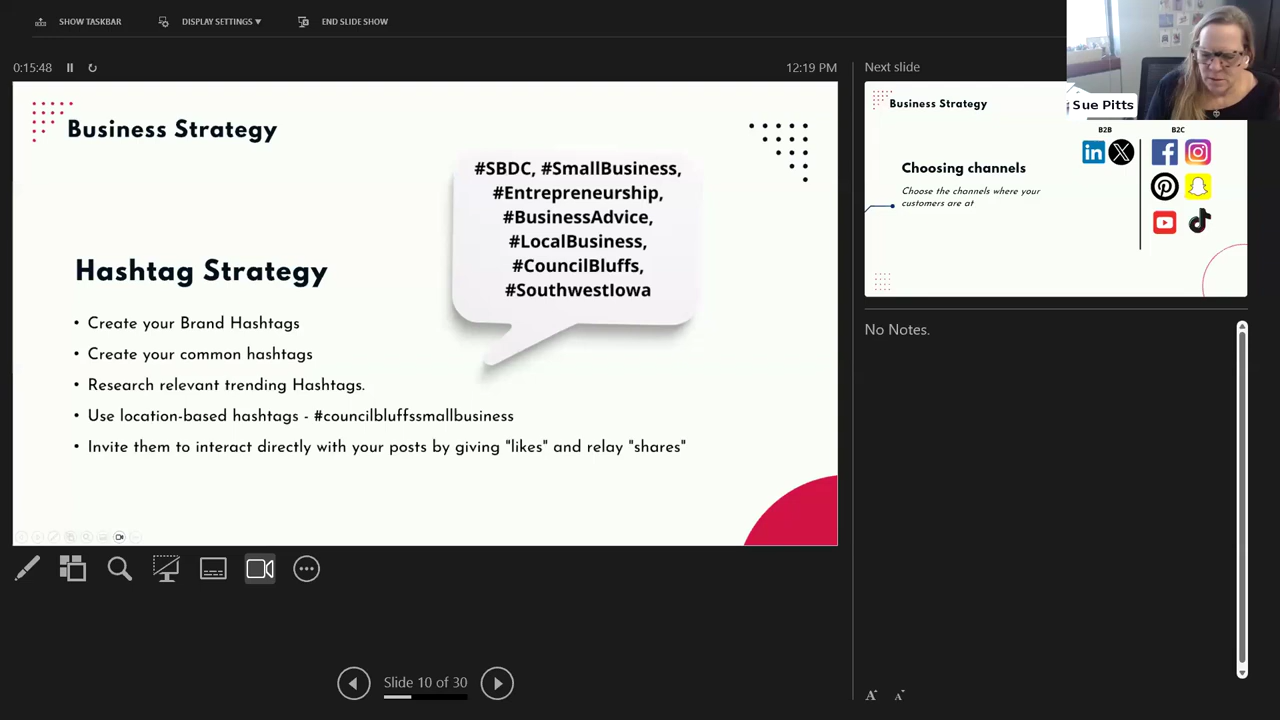 SHOW TASKBAR
DISPLAY SETTINGS ▼
END SLIDE SHOW
0:15:48
12:19 PM
Business Strategy
#SBDC, #SmallBusiness,
#Entrepreneurship,
#BusinessAdvice,
#LocalBusiness,
#CouncilBluffs,
#SouthwestIowa
Hashtag Strategy
• Create your Brand Hashtags
• Create your common hashtags
• Research relevant trending Hashtags.
• Use location-based hashtags - #councilbluffssmallbusiness
• Invite them to interact directly with your posts by giving "likes" and relay "shares"
Slide 10 of 30
Next slide
Sue Pitts
Business Strategy
B2B
B2C
Choosing channels
Choose the channels where your
customers are at
No Notes.